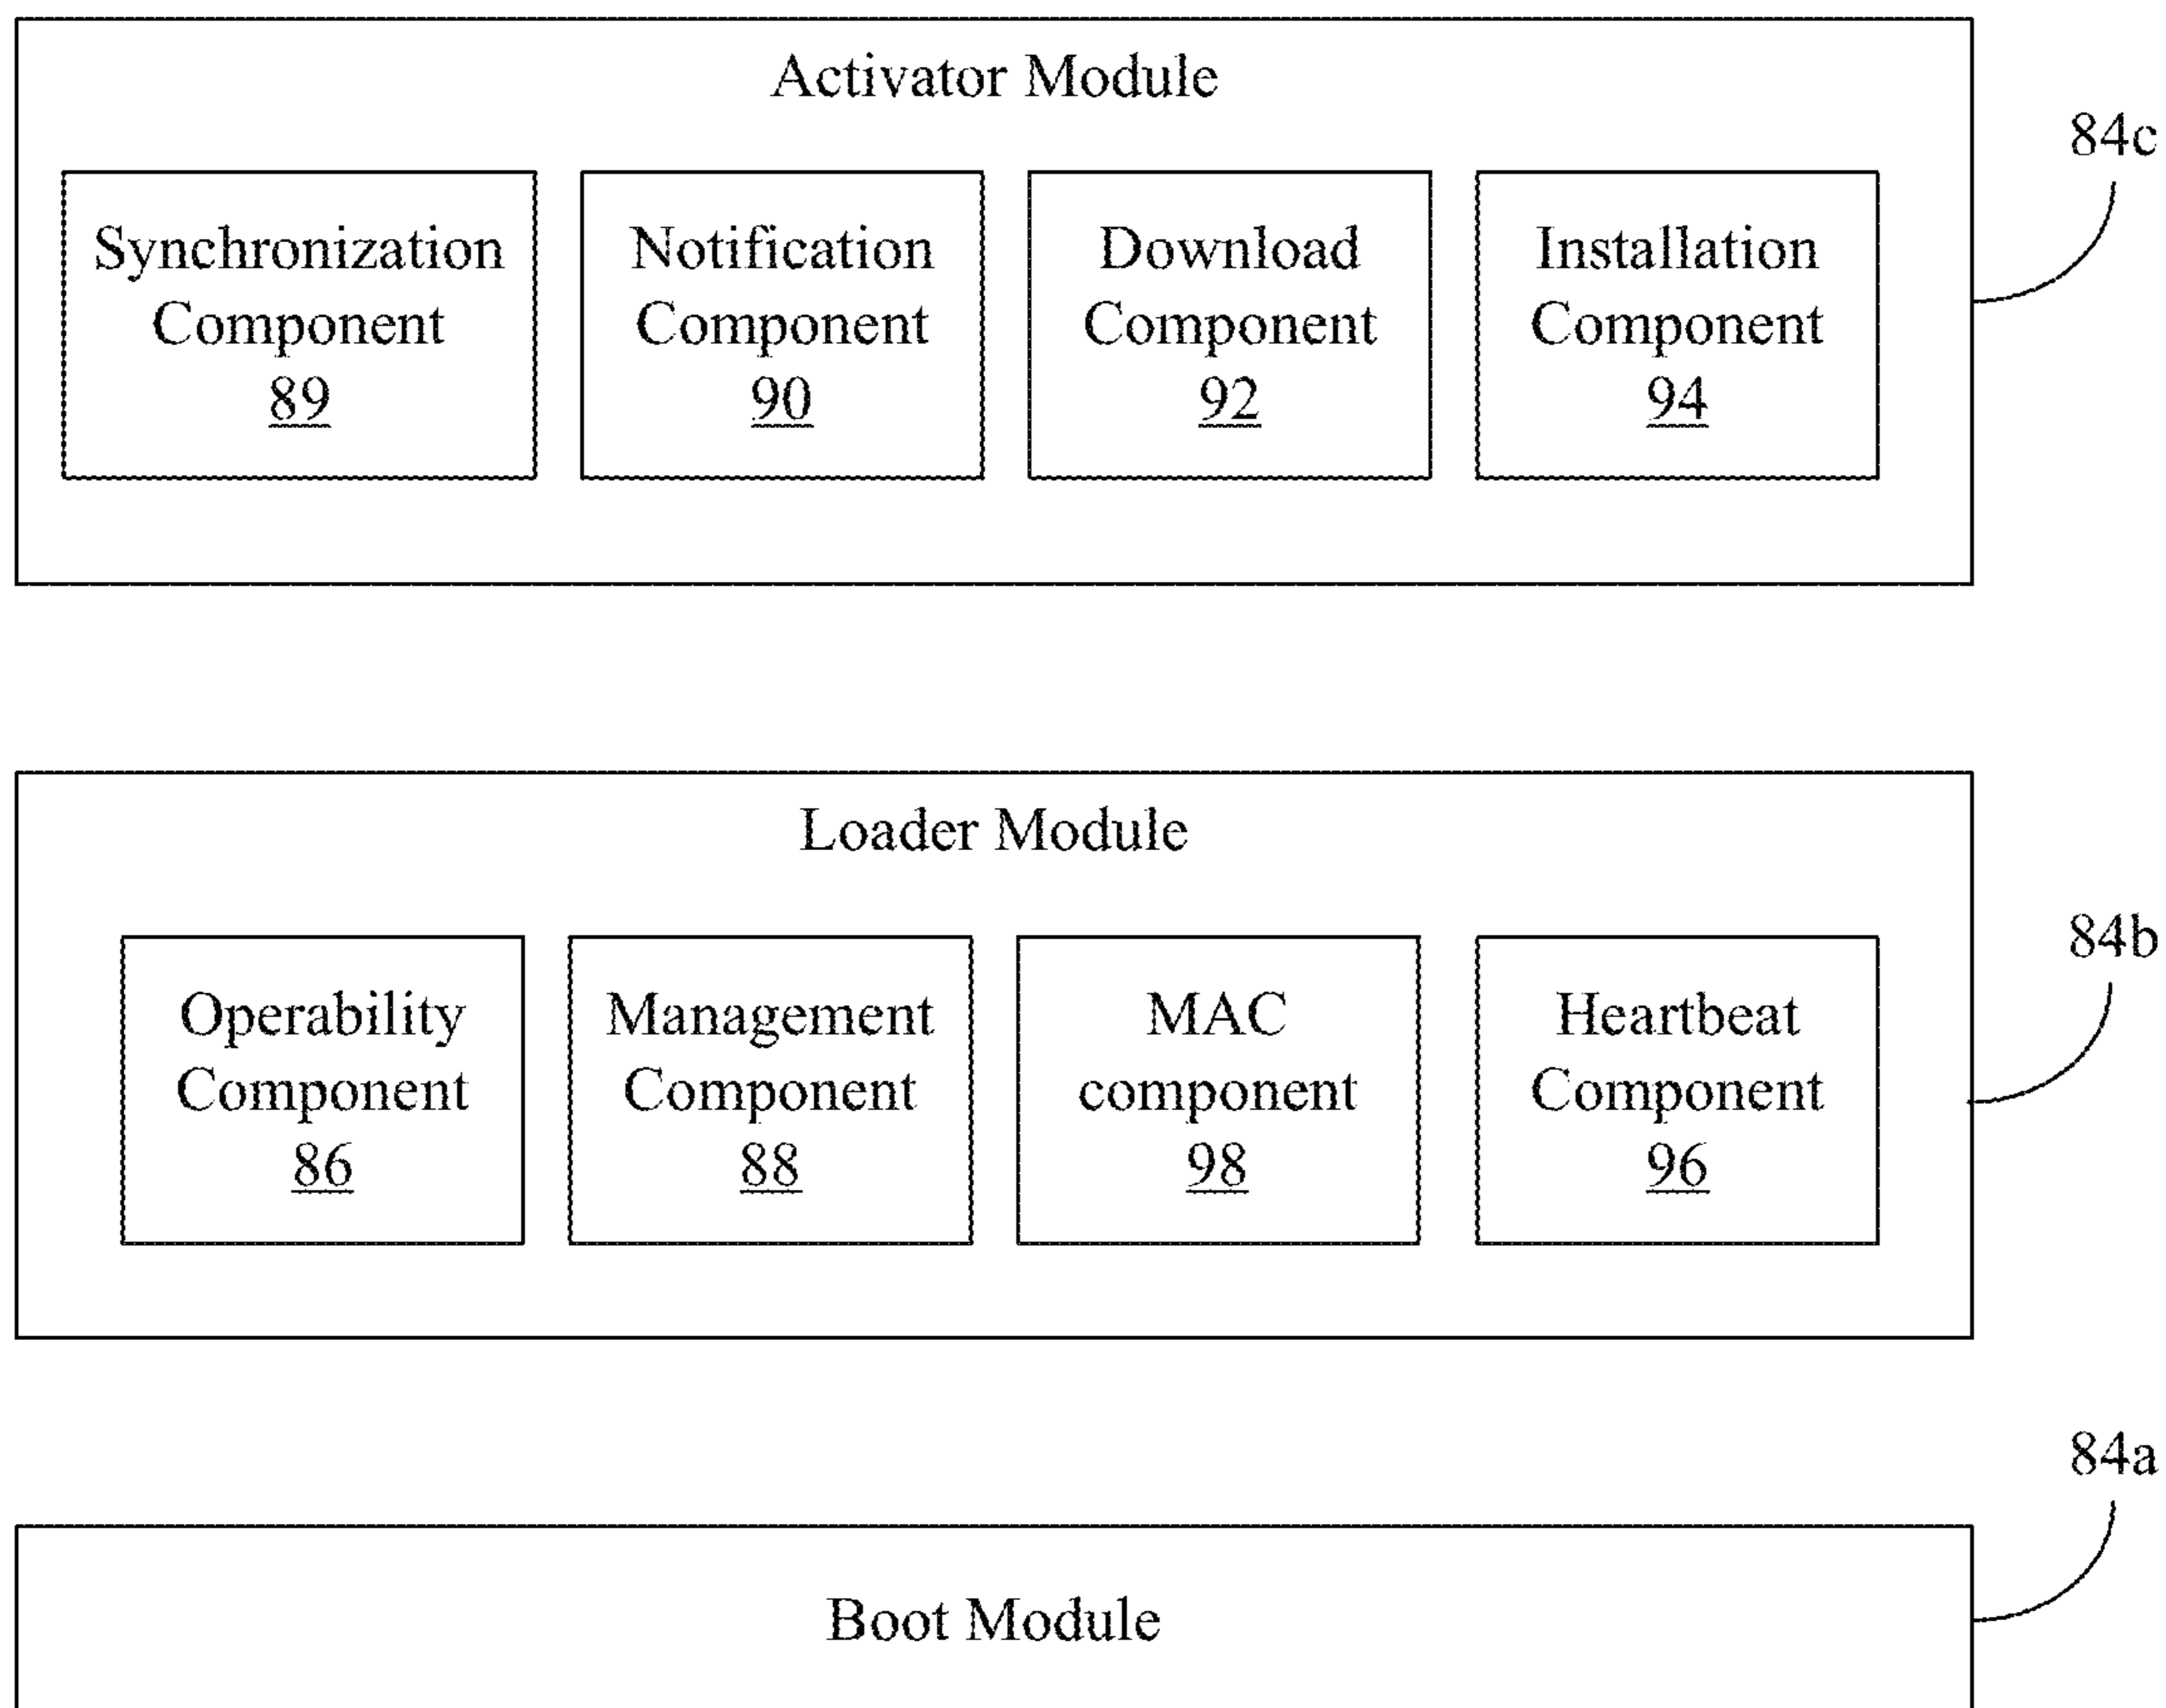 Activator Module
84c
Synchronization
Component
89
Notification
Component
90
Download
Component
92
Installation
Component
94
Loader Module
84b
Operability
Component
86
Management
Component
88
MAC
component
98
Heartbeat
Component
96
84a
Boot Module